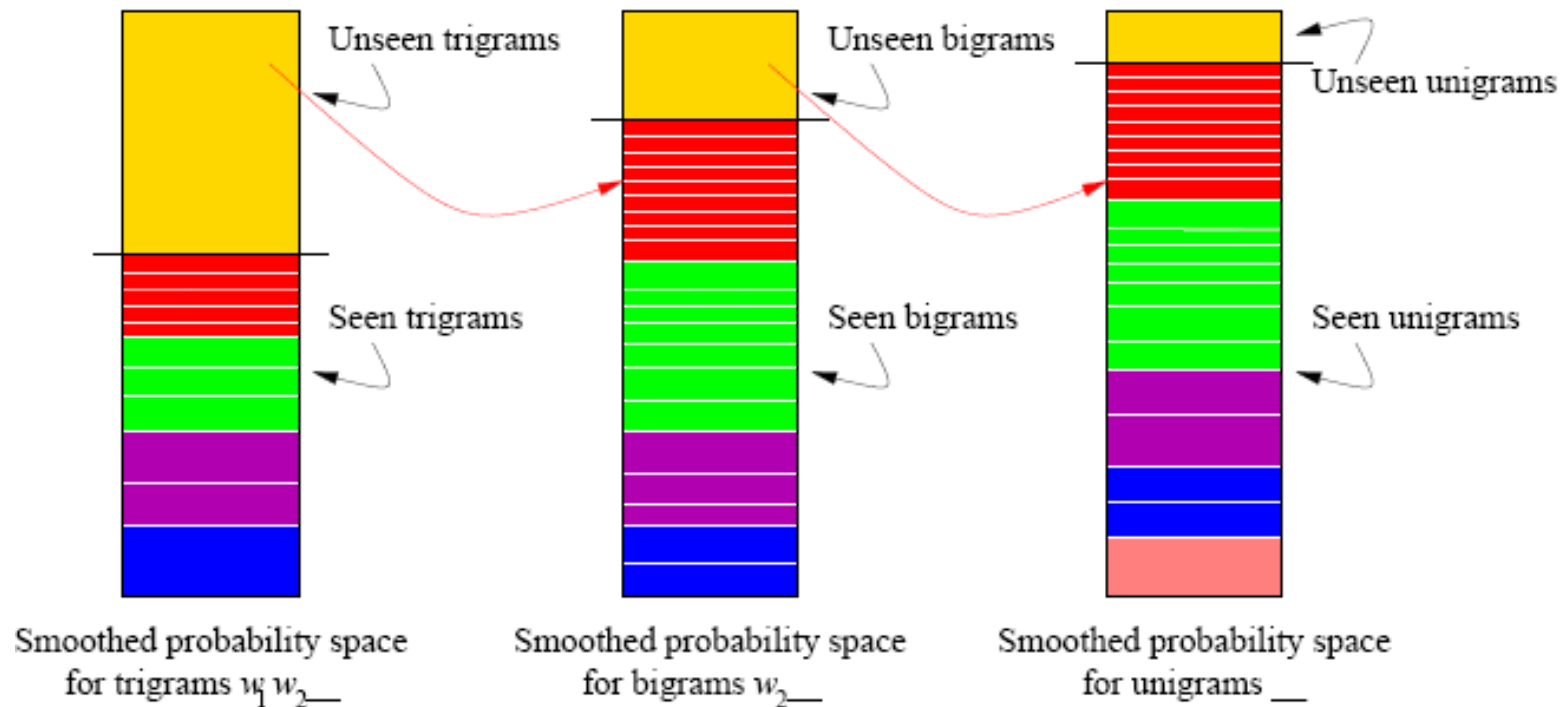 Unseen trigrams
Unseen bigrams
Unseen unigrams
Seen trigrams
Seen bigrams
Seen unigrams
Smoothed probability space
for trigrams w₁ w₂__
Smoothed probability space
for bigrams w₂__
Smoothed probability space
for unigrams __